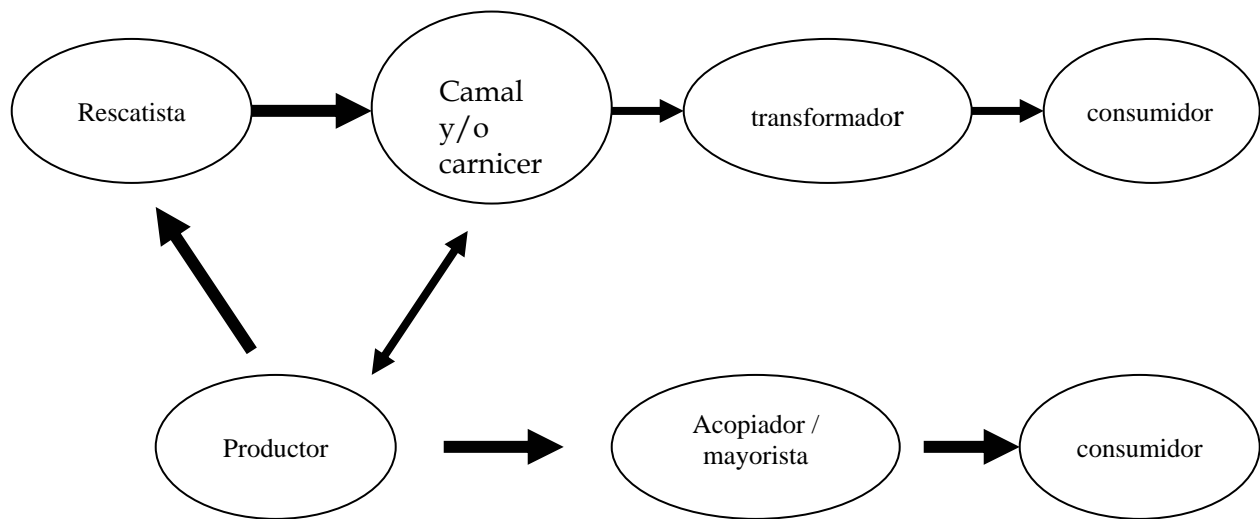 Rescatista
Camal
y/o
carnicer
transformador
consumidor
Productor
Acopiador /
mayorista
consumidor